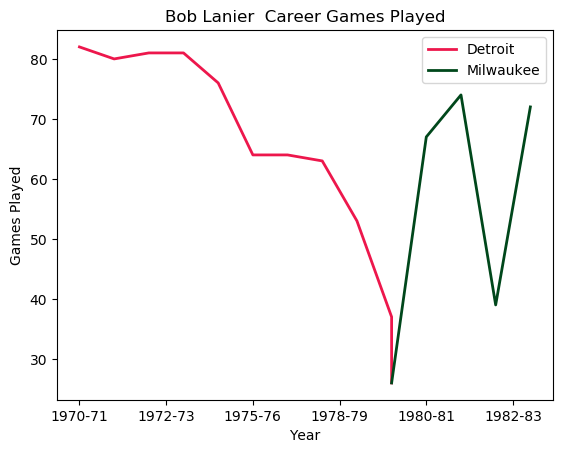 Bob Lanier  Career Games Played
Detroit
Milwaukee
Games Played
80
70
60
50
40
30
1970-71 1972-73 1975-76 1978-79 1980-81 1982-83
Year